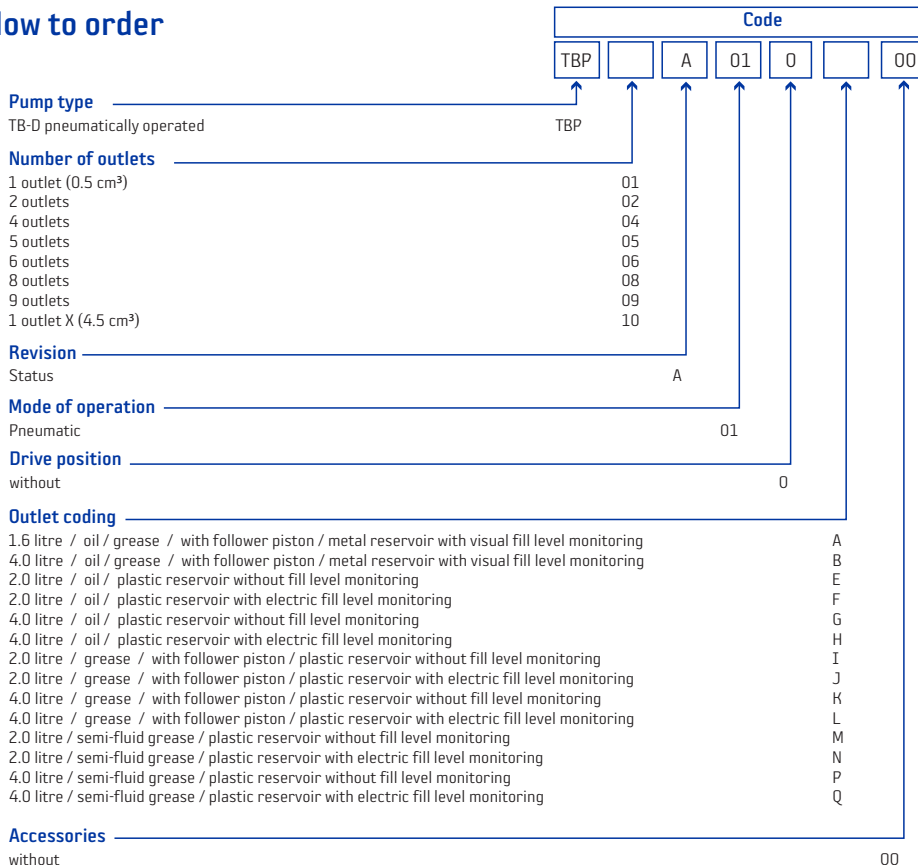 How to order
Code
TBP A 01 0 00
Pump type
TB-D pneumatically operated TBP
Number of outlets
1 outlet (0.5 cm³) 01
2 outlets 02
4 outlets 04
5 outlets 05
6 outlets 06
8 outlets 08
9 outlets 09
1 outlet X (4.5 cm³) 10
Revision
Status A
Mode of operation
Pneumatic 01
Drive position
without 0
Outlet coding
1.6 litre / oil / grease / with follower piston / metal reservoir with visual fill level monitoring A
4.0 litre / oil / grease / with follower piston / metal reservoir with visual fill level monitoring B
2.0 litre / oil / plastic reservoir without fill level monitoring E
2.0 litre / oil / plastic reservoir with electric fill level monitoring F
4.0 litre / oil / plastic reservoir without fill level monitoring G
4.0 litre / oil / plastic reservoir with electric fill level monitoring H
2.0 litre / grease / with follower piston / plastic reservoir without fill level monitoring I
2.0 litre / grease / with follower piston / plastic reservoir with electric fill level monitoring J
4.0 litre / grease / with follower piston / plastic reservoir without fill level monitoring K
4.0 litre / grease / with follower piston / plastic reservoir with electric fill level monitoring L
2.0 litre / semi-fluid grease / plastic reservoir without fill level monitoring M
2.0 litre / semi-fluid grease / plastic reservoir with electric fill level monitoring N
4.0 litre / semi-fluid grease / plastic reservoir without fill level monitoring P
4.0 litre / semi-fluid grease / plastic reservoir with electric fill level monitoring Q
Accessories
without 00